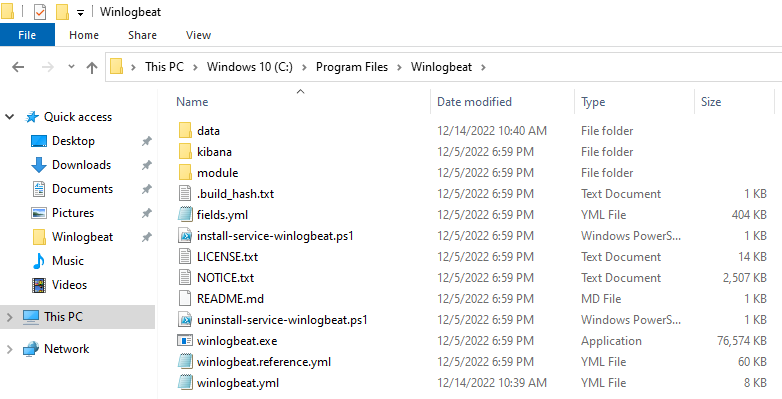 Winlogbeat
File Home Share View
This PC Windows 10 (C:) Program Files Winlogbeat
Name Date modified Type Size
Quick access
Desktop
Downloads
Documents
Pictures
Winlogbeat
Music
Videos
This PC
Network
data 12/14/2022 10:40 AM File folder
kibana 12/5/2022 6:59 PM File folder
module 12/5/2022 6:59 PM File folder
.build_hash.txt 12/5/2022 6:59 PM Text Document 1 KB
fields.yml 12/5/2022 6:59 PM YML File 404 KB
install-service-winlogbeat.ps1 12/5/2022 6:59 PM Windows PowerS... 1 KB
LICENSE.txt 12/5/2022 6:59 PM Text Document 14 KB
NOTICE.txt 12/5/2022 6:59 PM Text Document 2,507 KB
README.md 12/5/2022 6:59 PM MD File 1 KB
uninstall-service-winlogbeat.ps1 12/5/2022 6:59 PM Windows PowerS... 1 KB
winlogbeat.exe 12/5/2022 6:59 PM Application 76,574 KB
winlogbeat.reference.yml 12/5/2022 6:59 PM YML File 60 KB
winlogbeat.yml 12/14/2022 10:39 AM YML File 8 KB